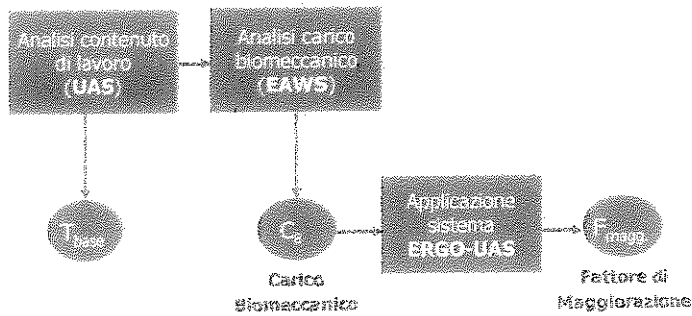 Analisi contenuto
di lavoro
(UAS)
Analisi carico
biomeccanico
(EAWS)
T base
C
Applicazione
sistema
ERGO-UAS
F magg
Carico
Biomeccanico
Fattore di
Maggiorazione